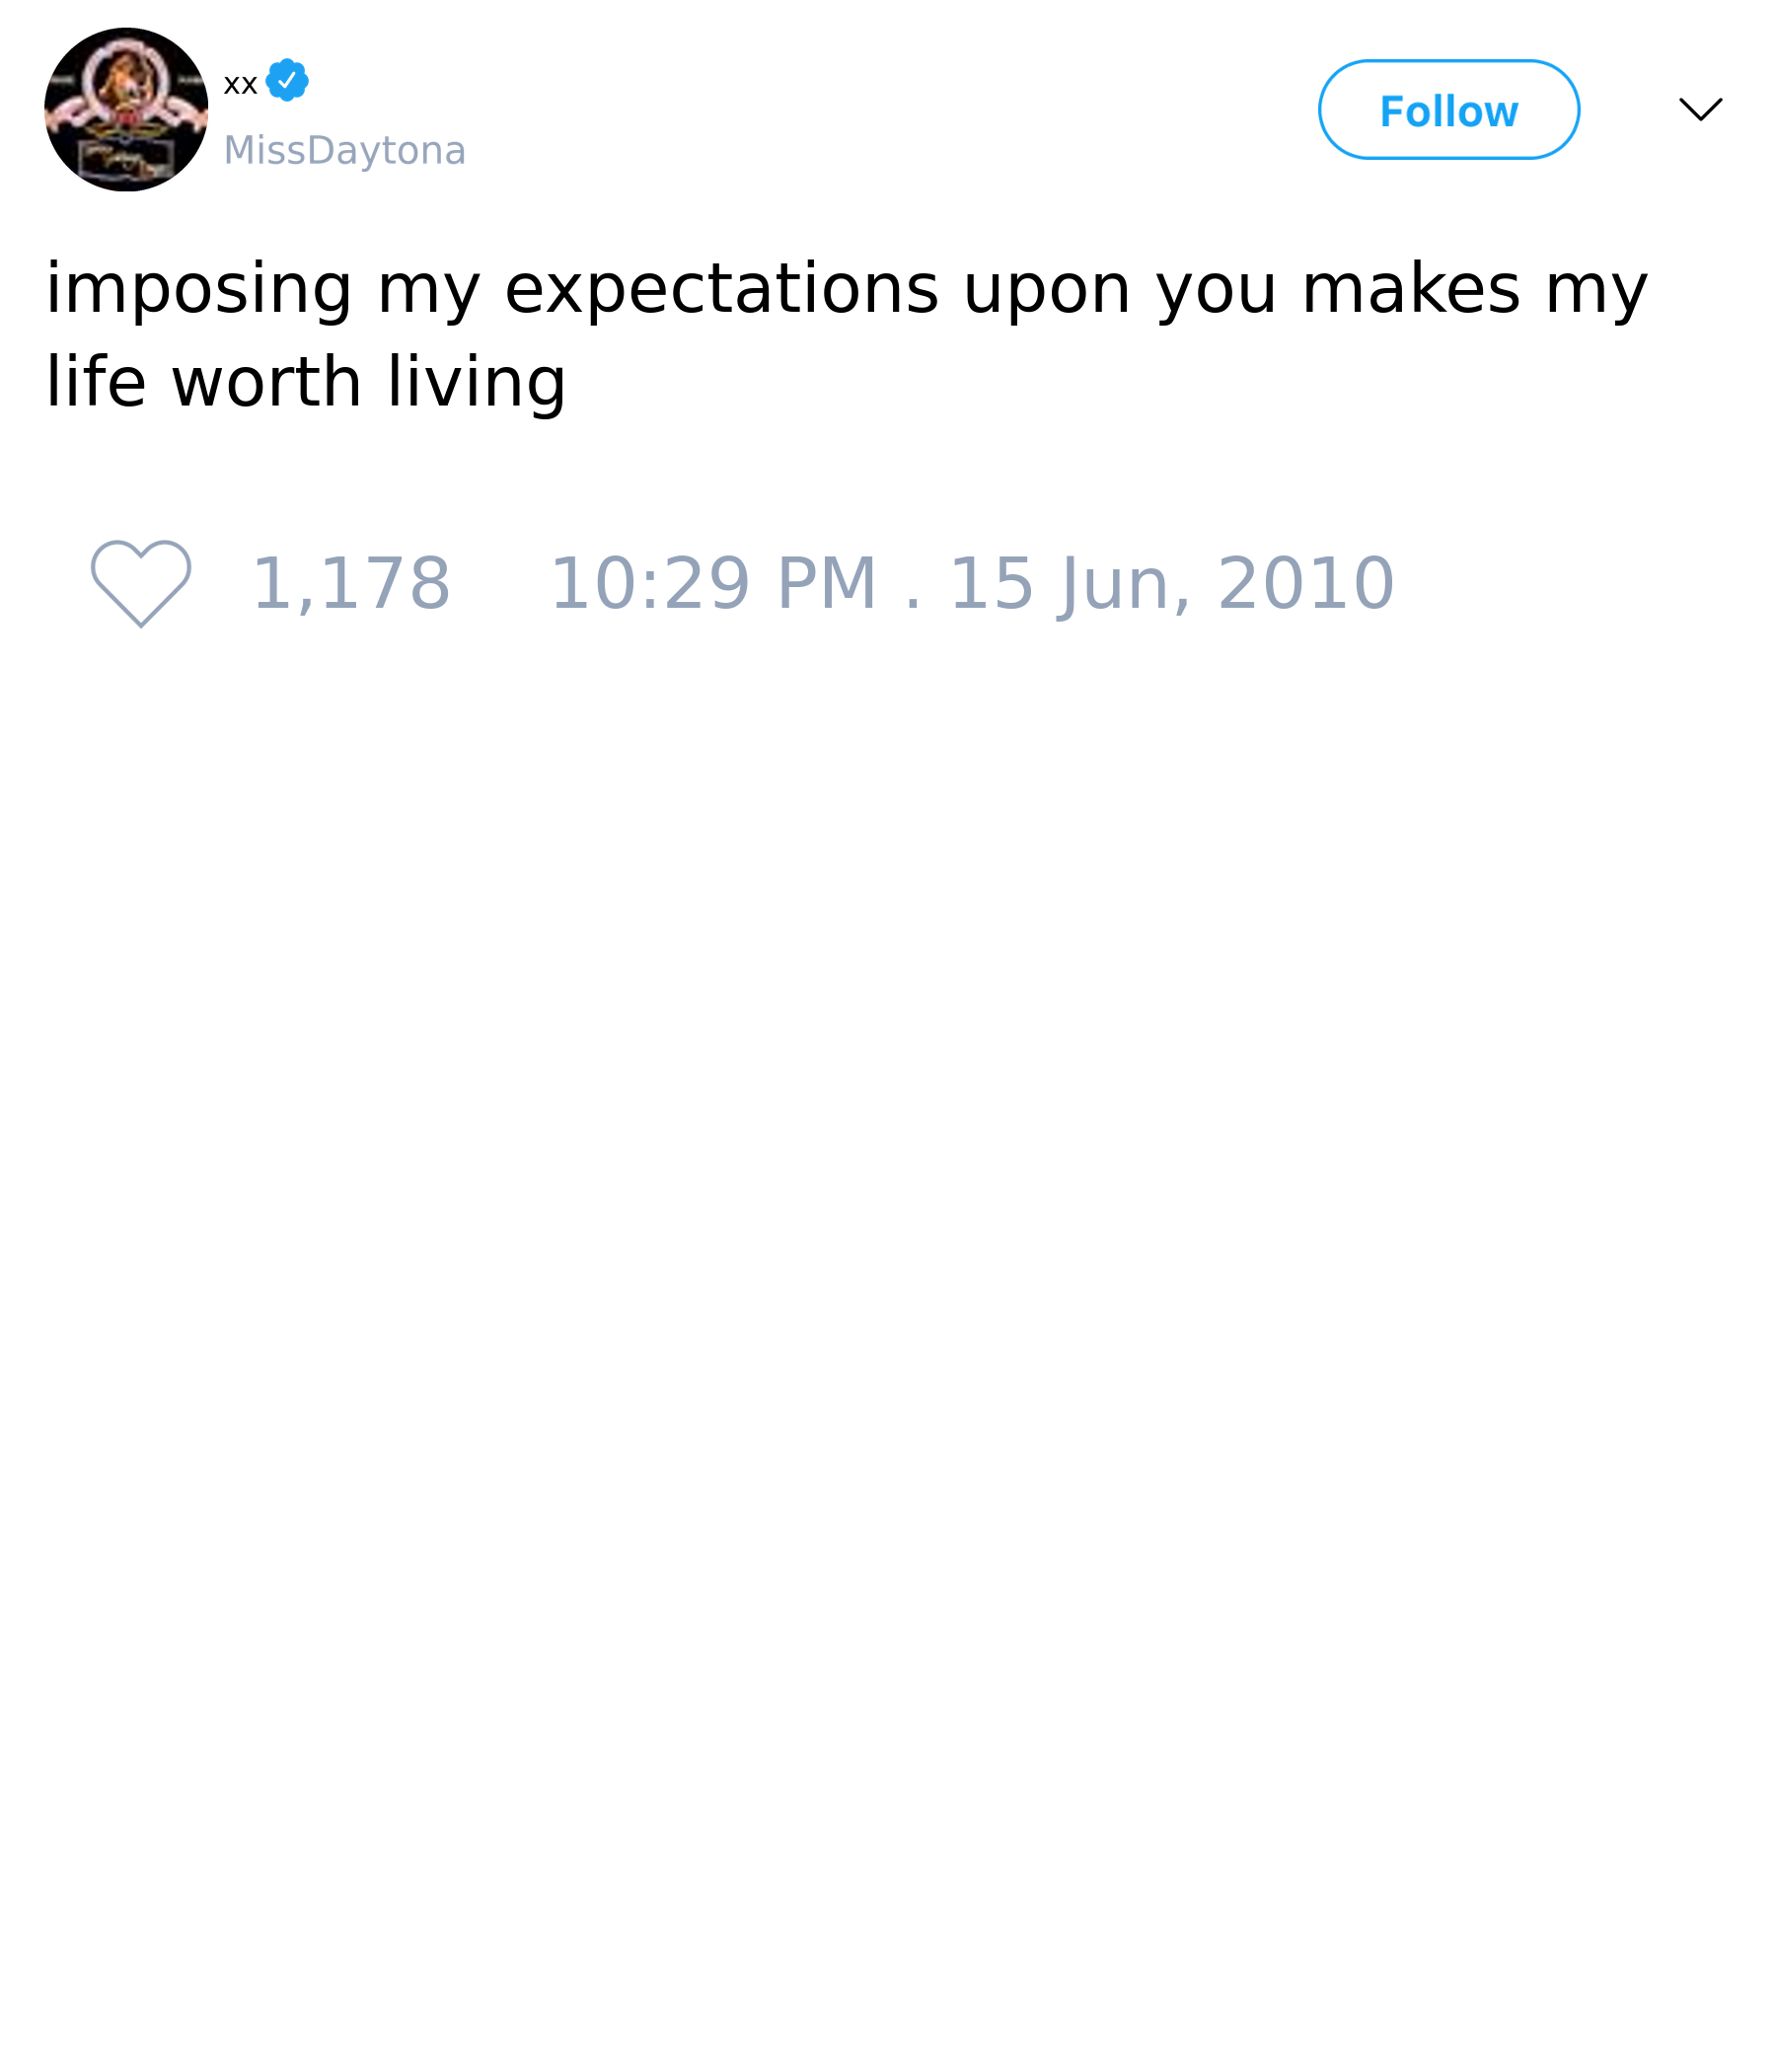 xx
MissDaytona
Follow
imposing my expectations upon you makes my
life worth living
1,178 10:29 PM . 15 Jun, 2010